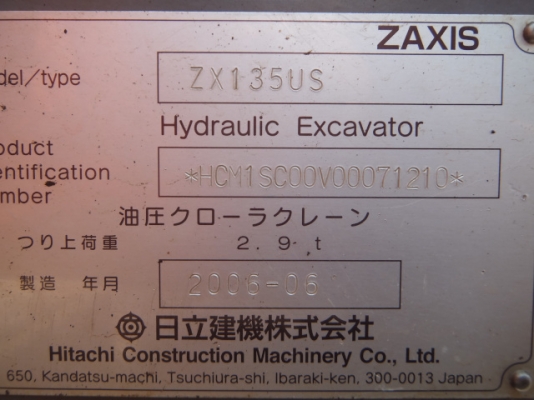 ZAXIS
del/type ZX135US
Hydraulic Excavator
oduct
entification *HCM1SC00V00071210*
mber
油圧クローラクレーン
つり上荷重 2.9 t
製造 年月 2006-06
日立建機株式会社
Hitachi Construction Machinery Co., Ltd.
650, Kandatsu-machi, Tsuchiura-shi, Ibaraki-ken, 300-0013 Japan